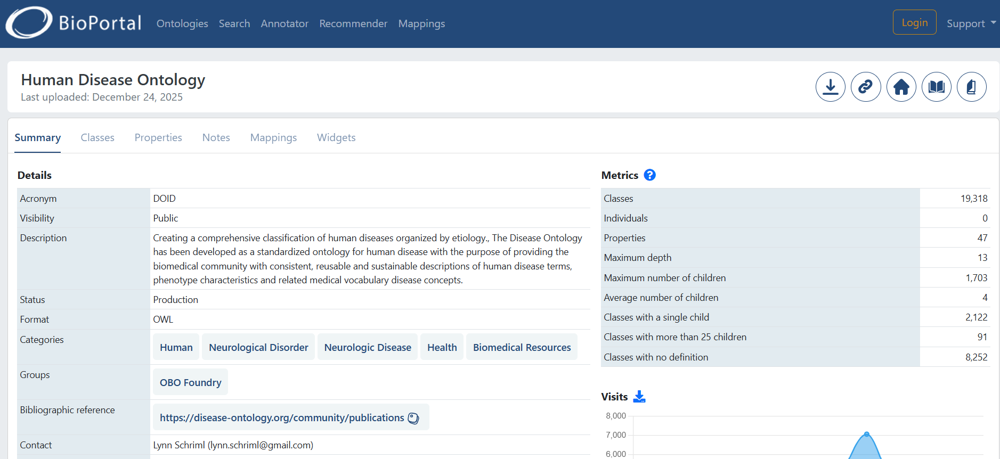 BioPortal Ontologies Search Annotator Recommender Mappings Login Support
Human Disease Ontology
Last uploaded: December 24, 2025
Summary Classes Properties Notes Mappings Widgets
Details
Acronym DOID
Visibility Public
Description Creating a comprehensive classification of human diseases organized by etiology., The Disease Ontology
has been developed as a standardized ontology for human disease with the purpose of providing the
biomedical community with consistent, reusable and sustainable descriptions of human disease terms,
phenotype characteristics and related medical vocabulary disease concepts.
Status Production
Format OWL
Categories Human Neurological Disorder Neurologic Disease Health Biomedical Resources
Groups OBO Foundry
Bibliographic reference https://disease-ontology.org/community/publications
Contact Lynn Schriml (lynn.schriml@gmail.com)
Metrics ?
Classes 19,318
Individuals 0
Properties 47
Maximum depth 13
Maximum number of children 1,703
Average number of children 4
Classes with a single child 2,122
Classes with more than 25 children 91
Classes with no definition 8,252
Visits
8,000
7,000
6,000